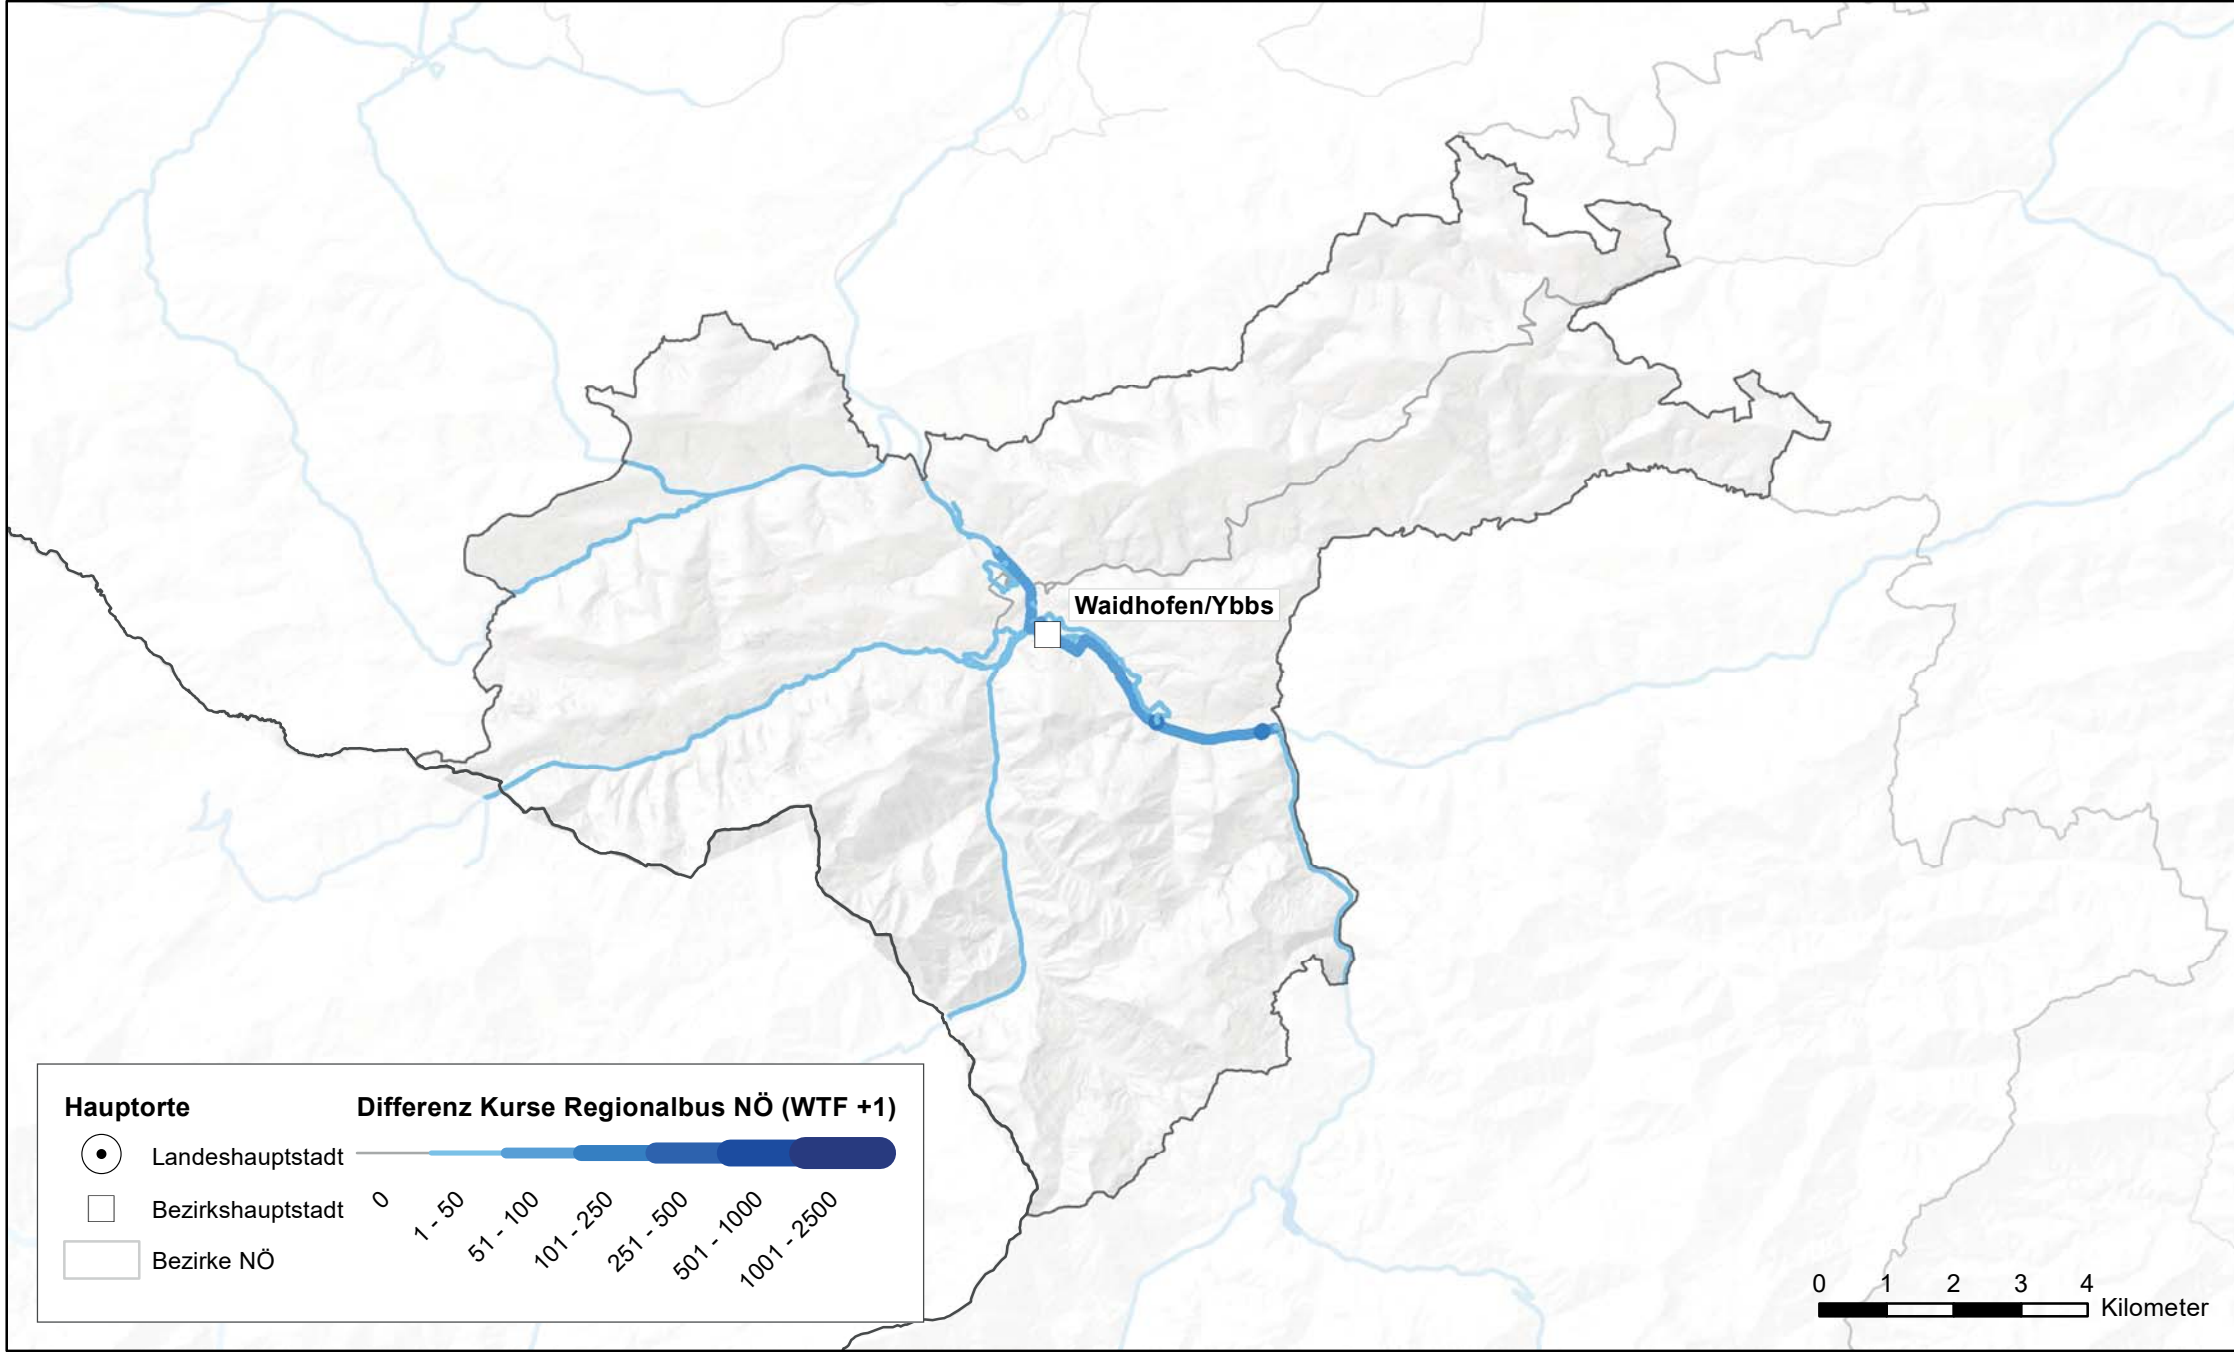 Waidhofen/Ybbs
Hauptorte
Landeshauptstadt
Bezirkshauptstadt
Bezirke NÖ
Differenz Kurse Regionalbus NÖ (WTF +1)
0
1 - 50
51 - 100
101 - 250
251 - 500
501 - 1000
1001 - 2500
0 1 2 3 4
Kilometer